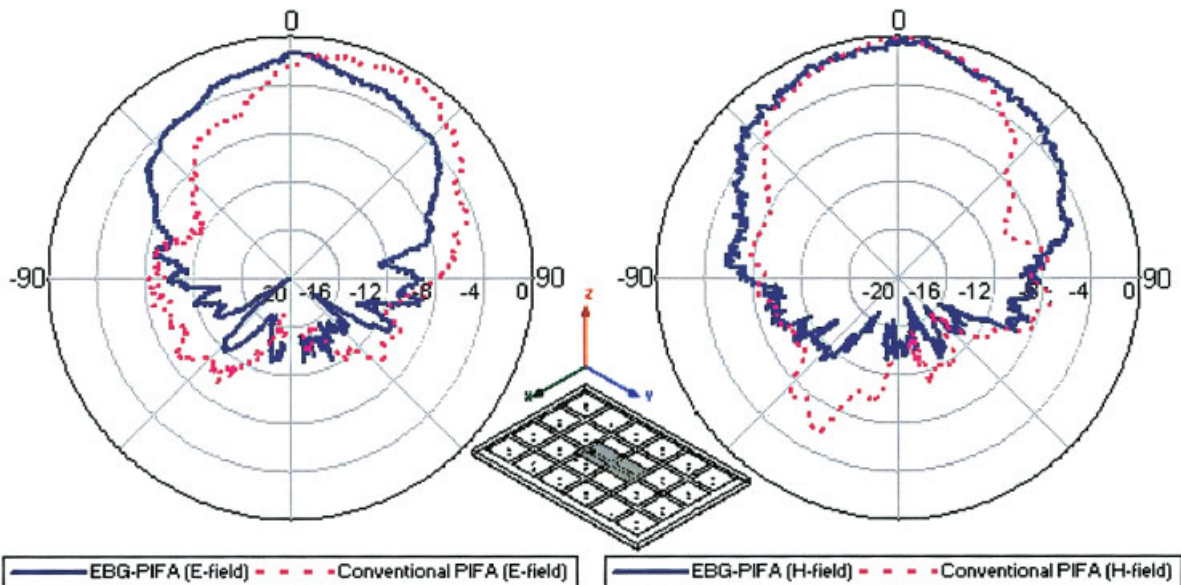 0
0
-90
90
-20 -16 -12 -8 -4 0
-90
90
-20 -16 -12 -8 -4 0
Z
X
Y
EBG-PIFA (E-field)
Conventional PIFA (E-field)
EBG-PIFA (H-field)
Conventional PIFA (H-field)